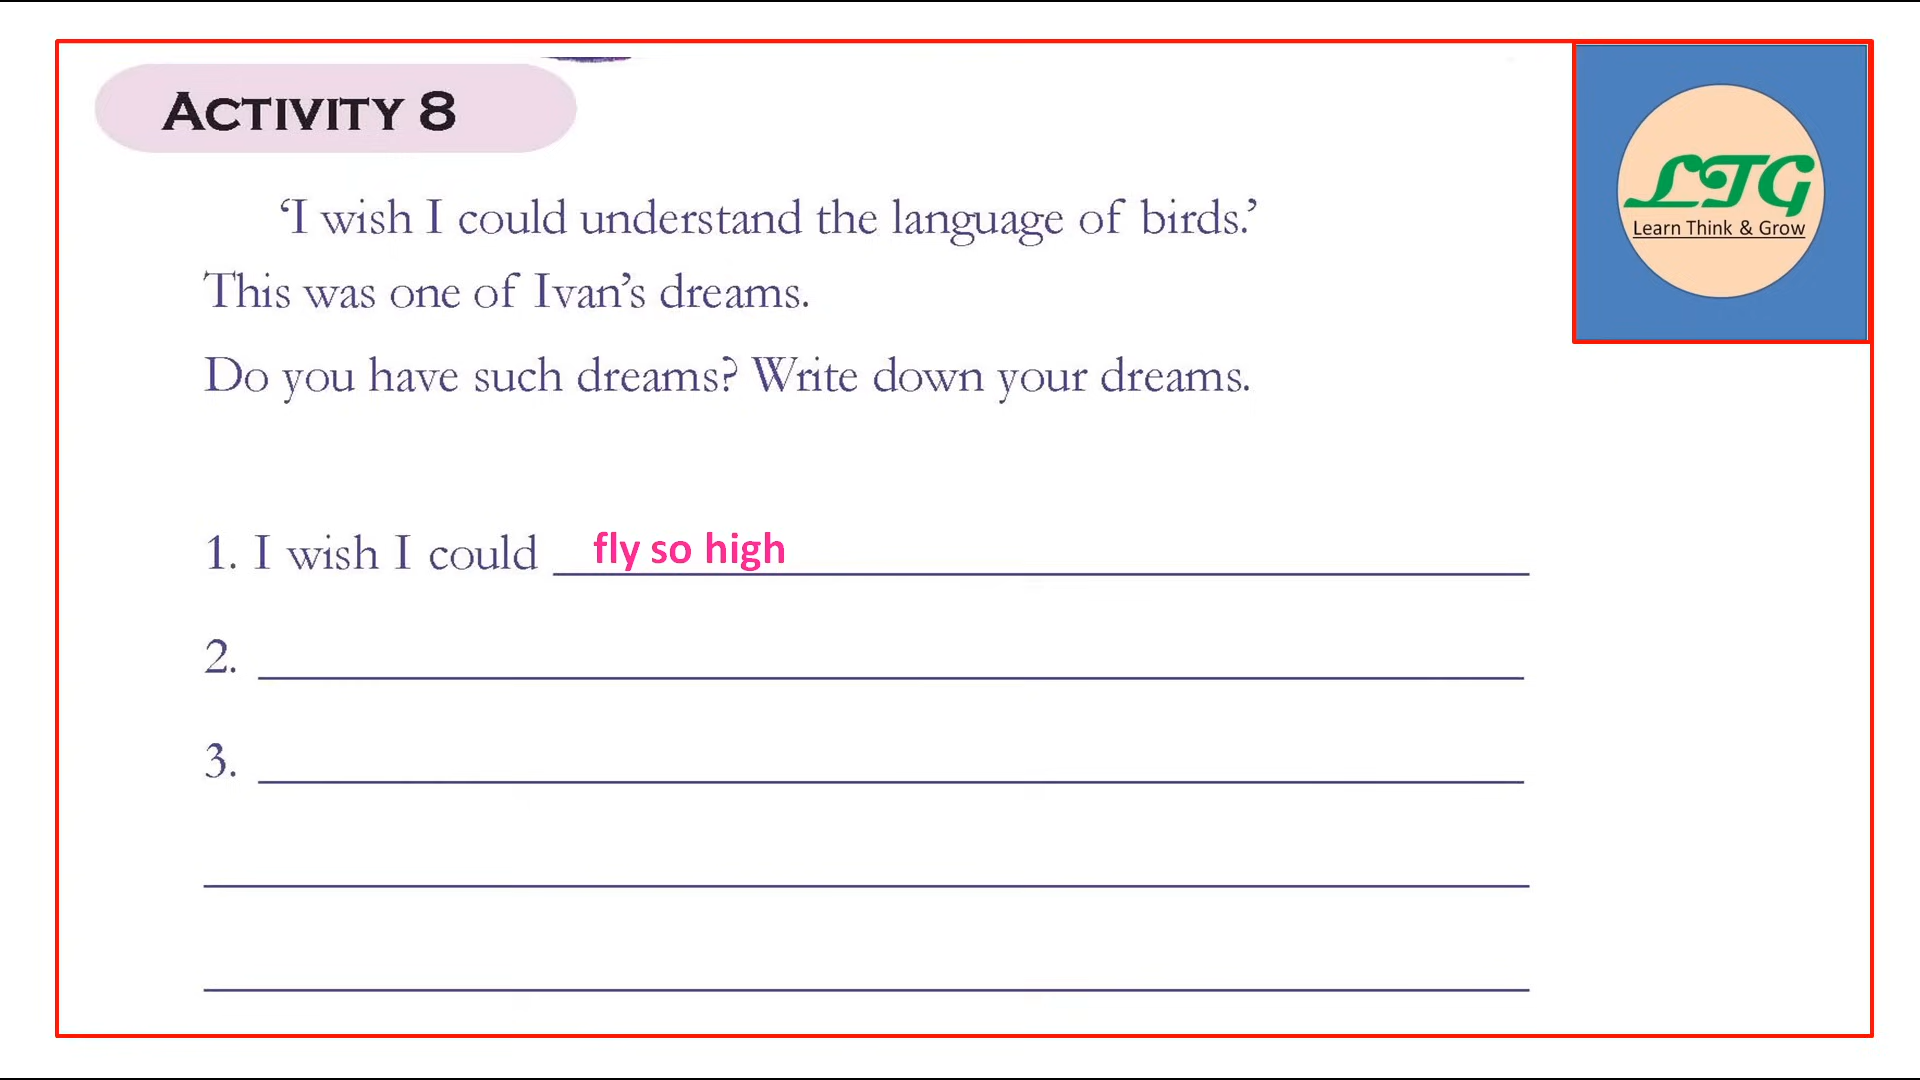 ACTIVITY 8
LTG
Learn Think & Grow
‘I wish I could understand the language of birds.’
This was one of Ivan’s dreams.
Do you have such dreams? Write down your dreams.
1. I wish I could fly so high
2.
3.